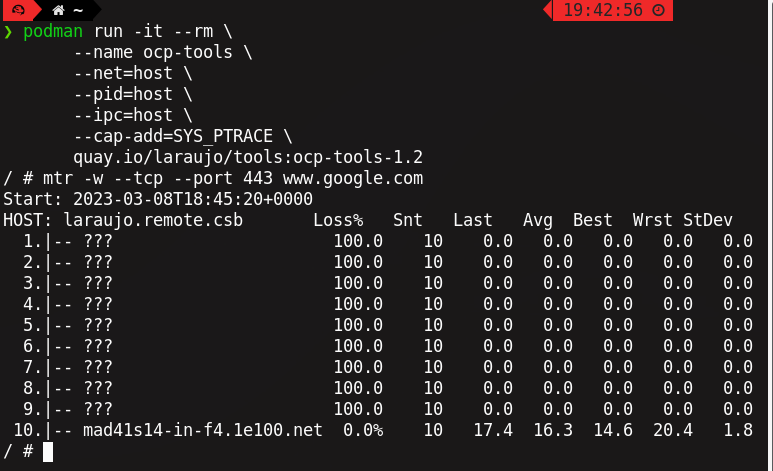 ~ 19:42:56
❯ podman run -it --rm \
--name ocp-tools \
--net=host \
--pid=host \
--ipc=host \
--cap-add=SYS_PTRACE \
quay.io/laraujo/tools:ocp-tools-1.2
/ # mtr -w --tcp --port 443 www.google.com
Start: 2023-03-08T18:45:20+0000
HOST: laraujo.remote.csb Loss% Snt Last Avg Best Wrst StDev
1.|-- ??? 100.0 10 0.0 0.0 0.0 0.0 0.0
2.|-- ??? 100.0 10 0.0 0.0 0.0 0.0 0.0
3.|-- ??? 100.0 10 0.0 0.0 0.0 0.0 0.0
4.|-- ??? 100.0 10 0.0 0.0 0.0 0.0 0.0
5.|-- ??? 100.0 10 0.0 0.0 0.0 0.0 0.0
6.|-- ??? 100.0 10 0.0 0.0 0.0 0.0 0.0
7.|-- ??? 100.0 10 0.0 0.0 0.0 0.0 0.0
8.|-- ??? 100.0 10 0.0 0.0 0.0 0.0 0.0
9.|-- ??? 100.0 10 0.0 0.0 0.0 0.0 0.0
10.|-- mad41s14-in-f4.1e100.net 0.0% 10 17.4 16.3 14.6 20.4 1.8
/ #